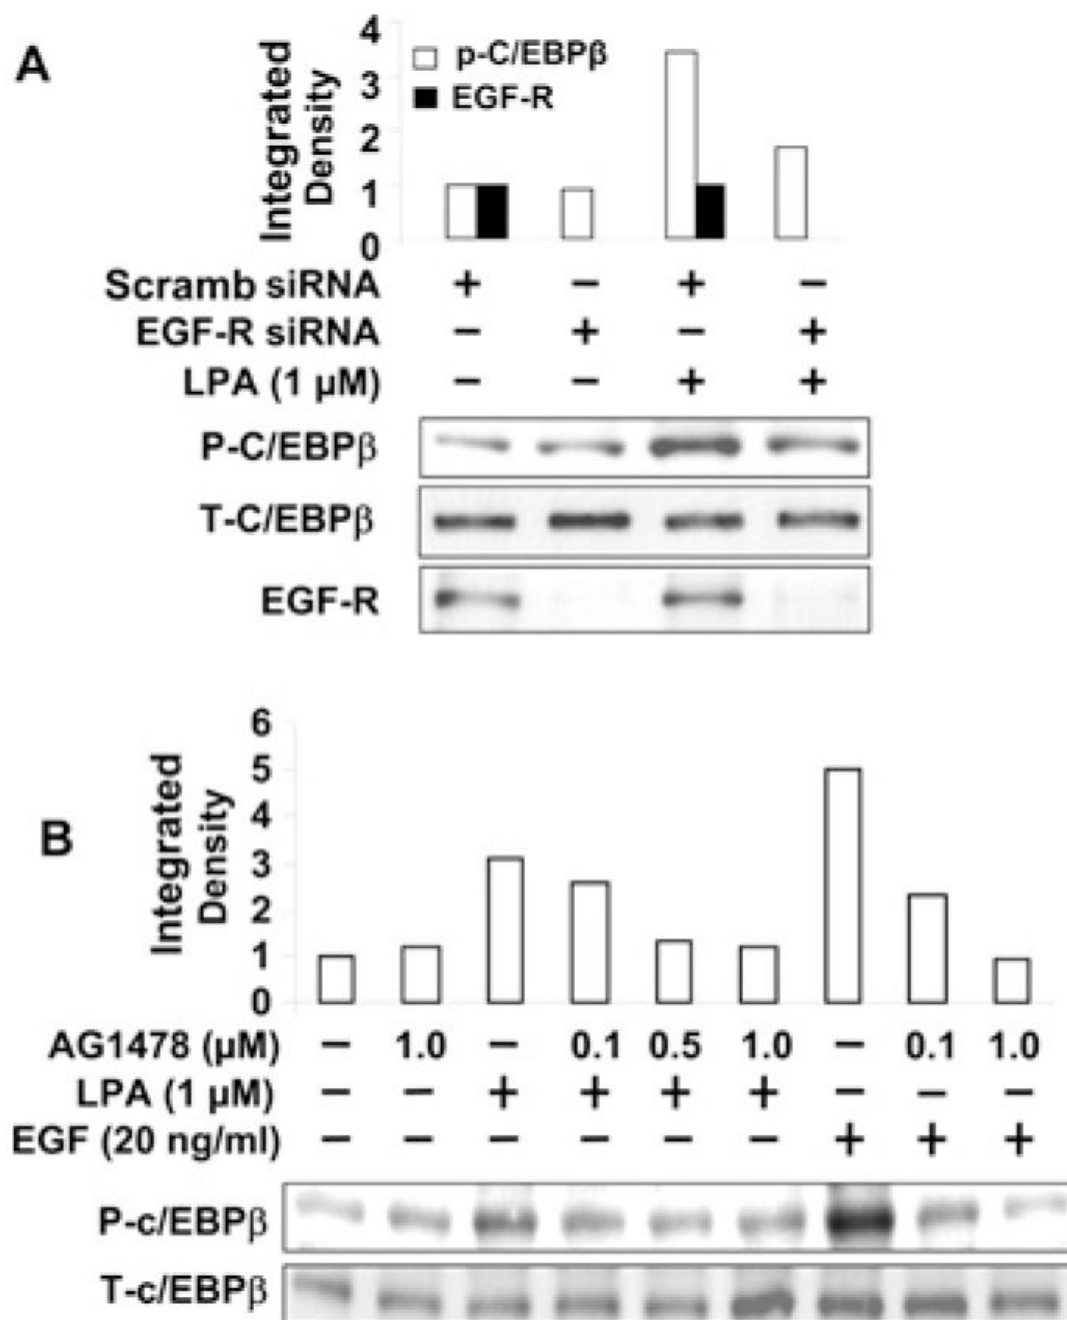 A
Integrated
Density
4
3
2
1
0
p-C/EBPβ
EGF-R
Scramb siRNA + − + −
EGF-R siRNA − + − +
LPA (1 µM) − − + +
P-C/EBPβ
T-C/EBPβ
EGF-R
B
Integrated
Density
6
5
4
3
2
1
0
AG1478 (µM) − 1.0 − 0.1 0.5 1.0 − 0.1 1.0
LPA (1 µM) − − + + + + − − −
EGF (20 ng/ml) − − − − − − + + +
P-c/EBPβ
T-c/EBPβ